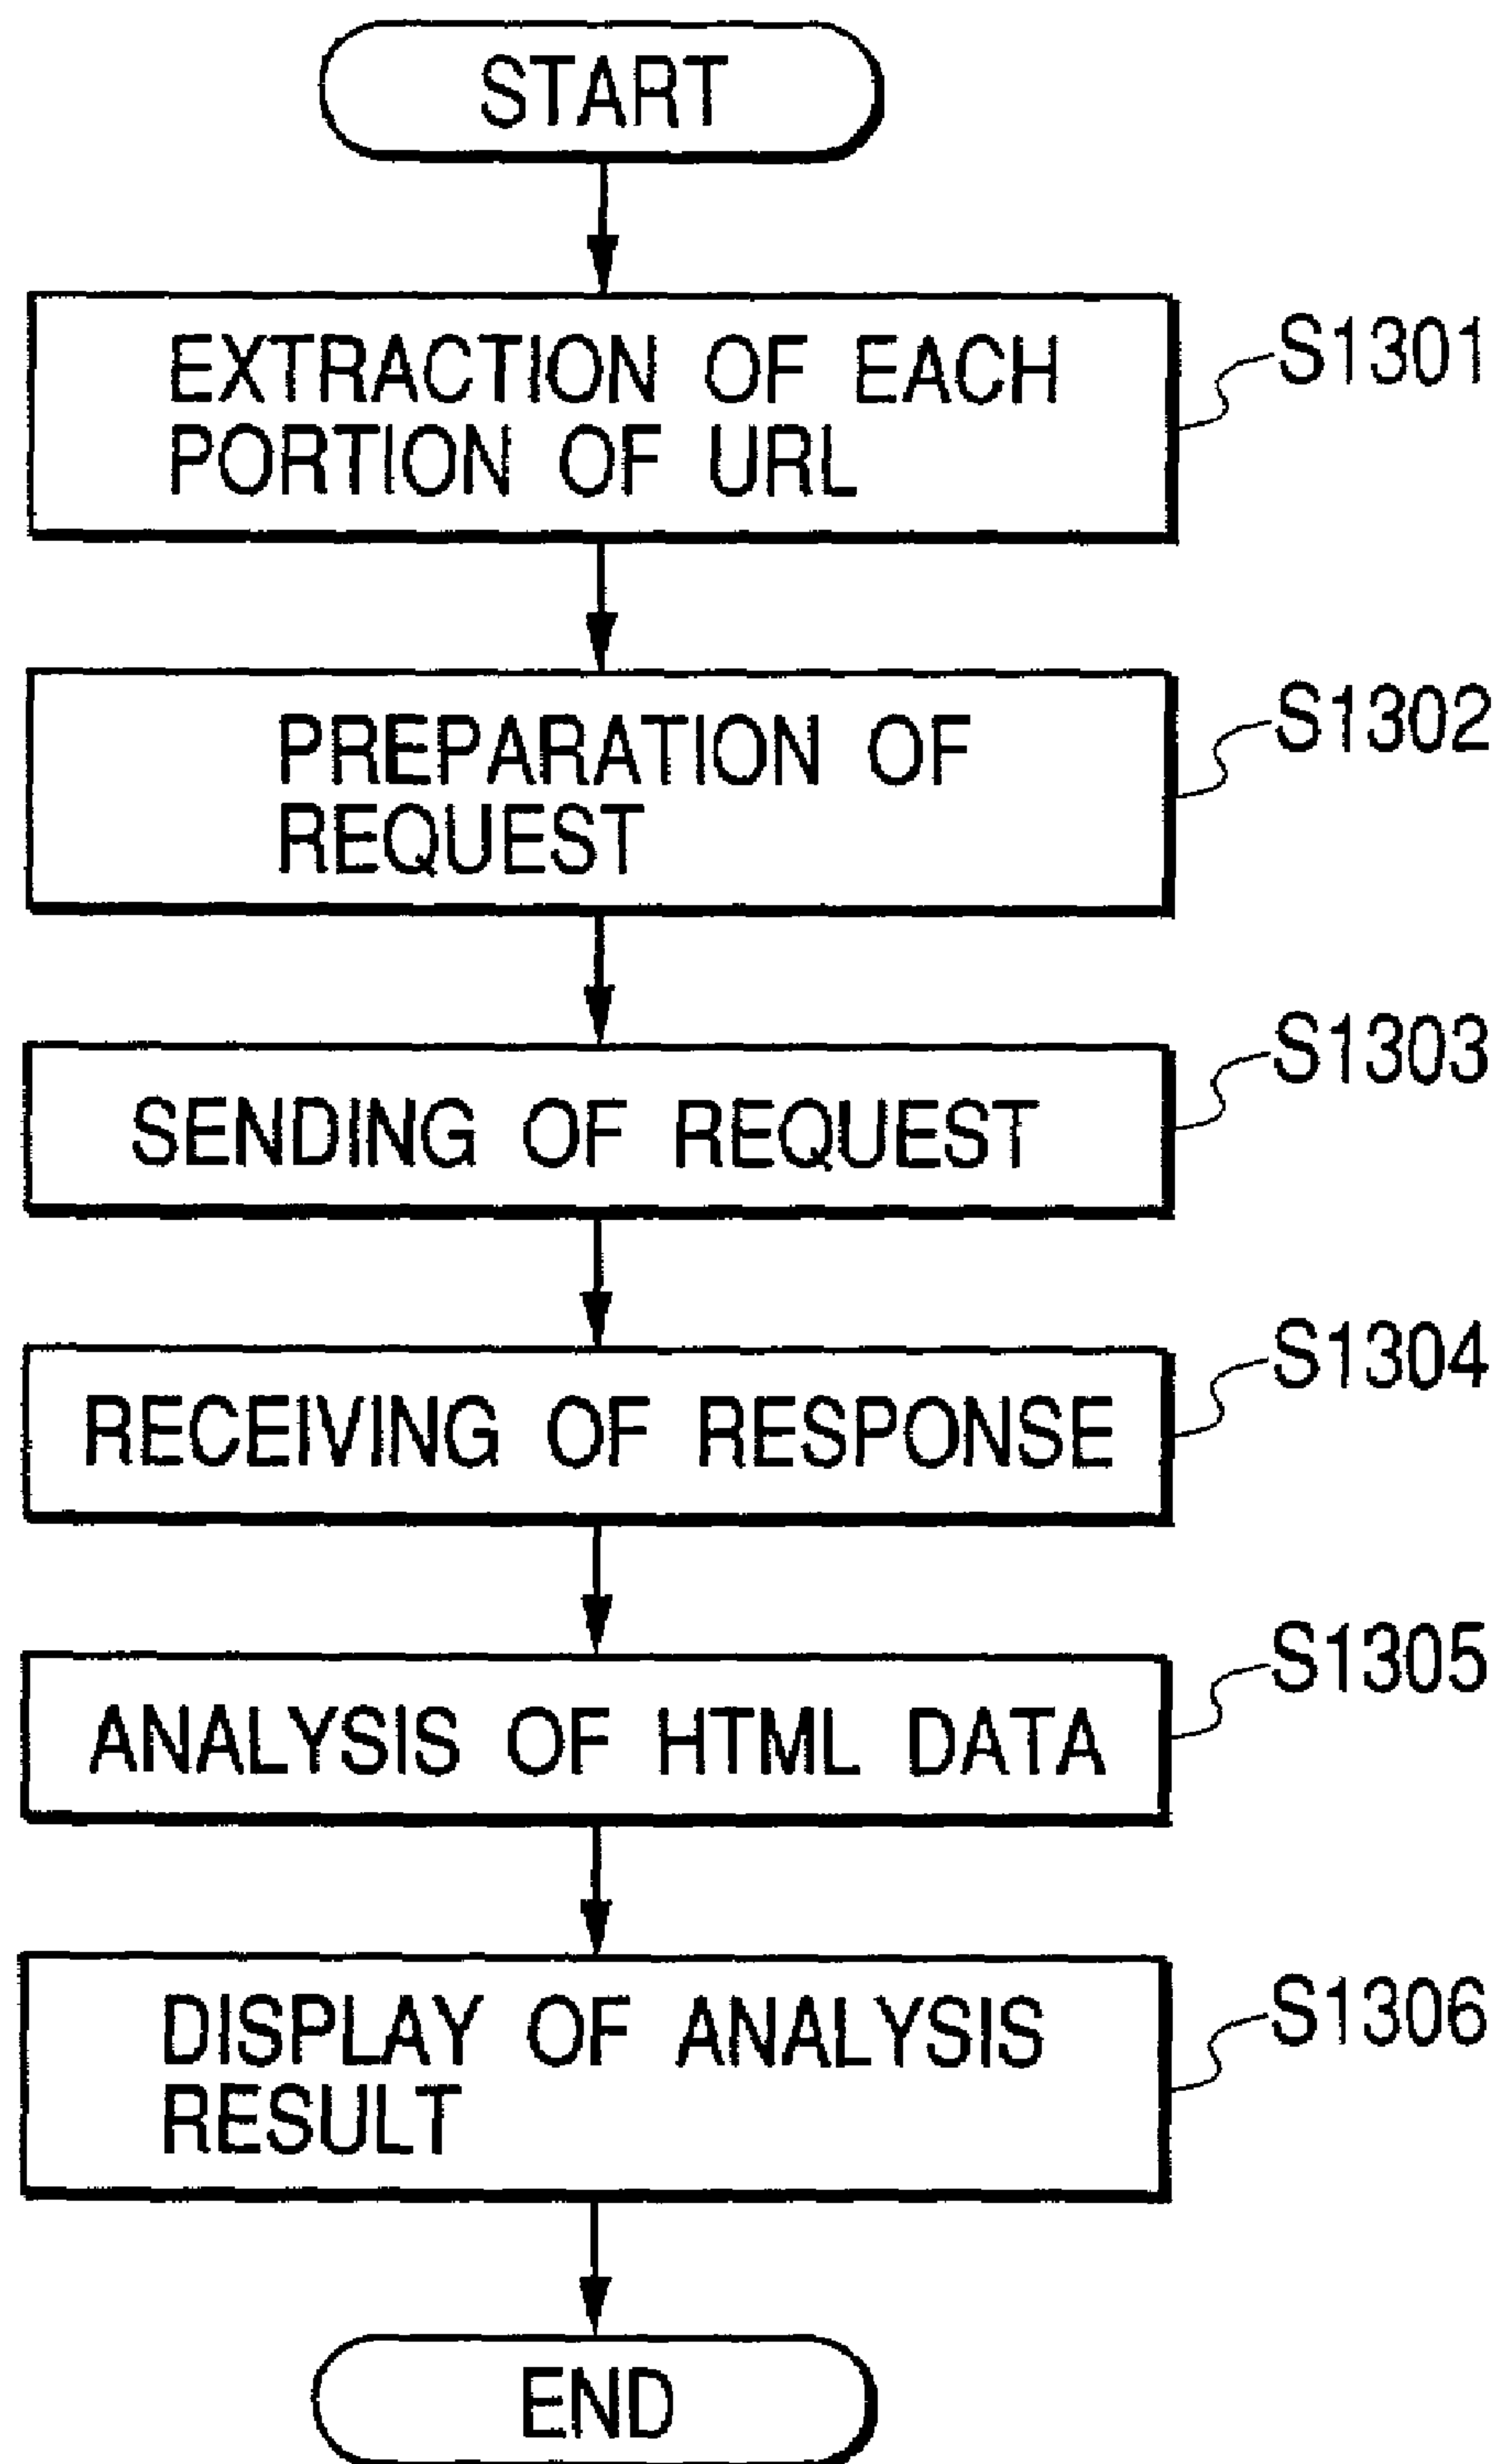 START
EXTRACTION OF EACH
PORTION OF URL
S1301
PREPARATION OF
REQUEST
S1302
SENDING OF REQUEST
S1303
RECEIVING OF RESPONSE
S1304
ANALYSIS OF HTML DATA
S1305
DISPLAY OF ANALYSIS
RESULT
S1306
END